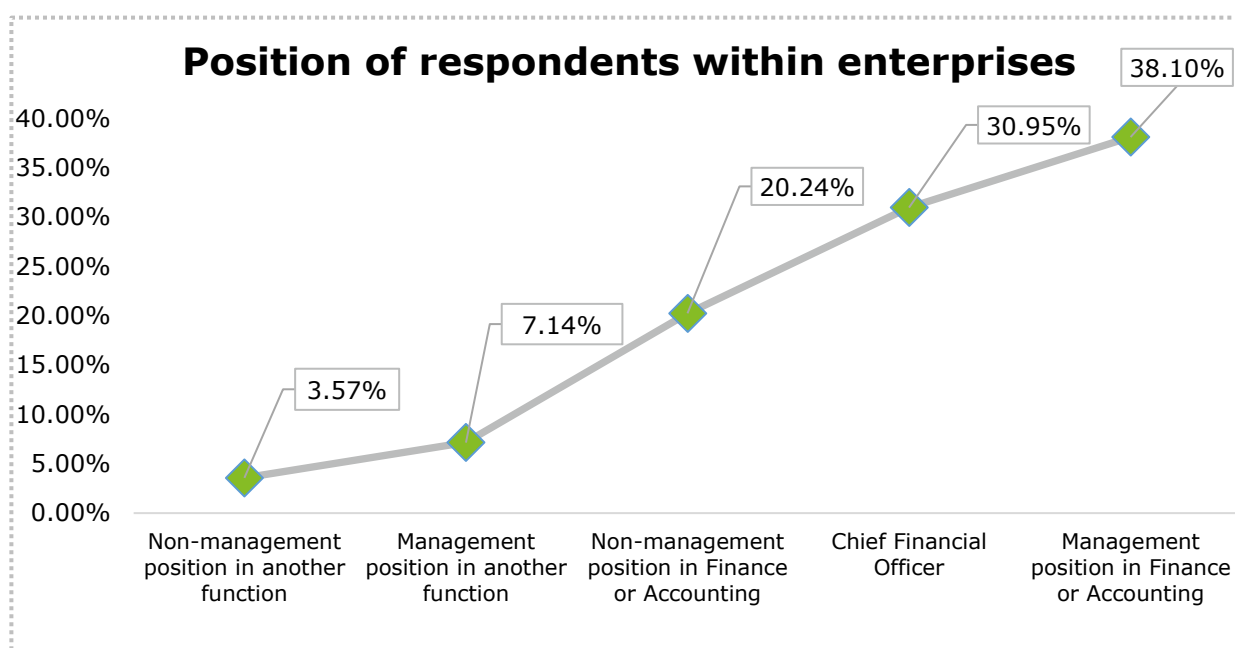 Position of respondents within enterprises
38.10%
30.95%
20.24%
7.14%
3.57%
40.00%
35.00%
30.00%
25.00%
20.00%
15.00%
10.00%
5.00%
0.00%
Non-management
position in another
function
Management
position in another
function
Non-management
position in Finance
or Accounting
Chief Financial
Officer
Management
position in Finance
or Accounting